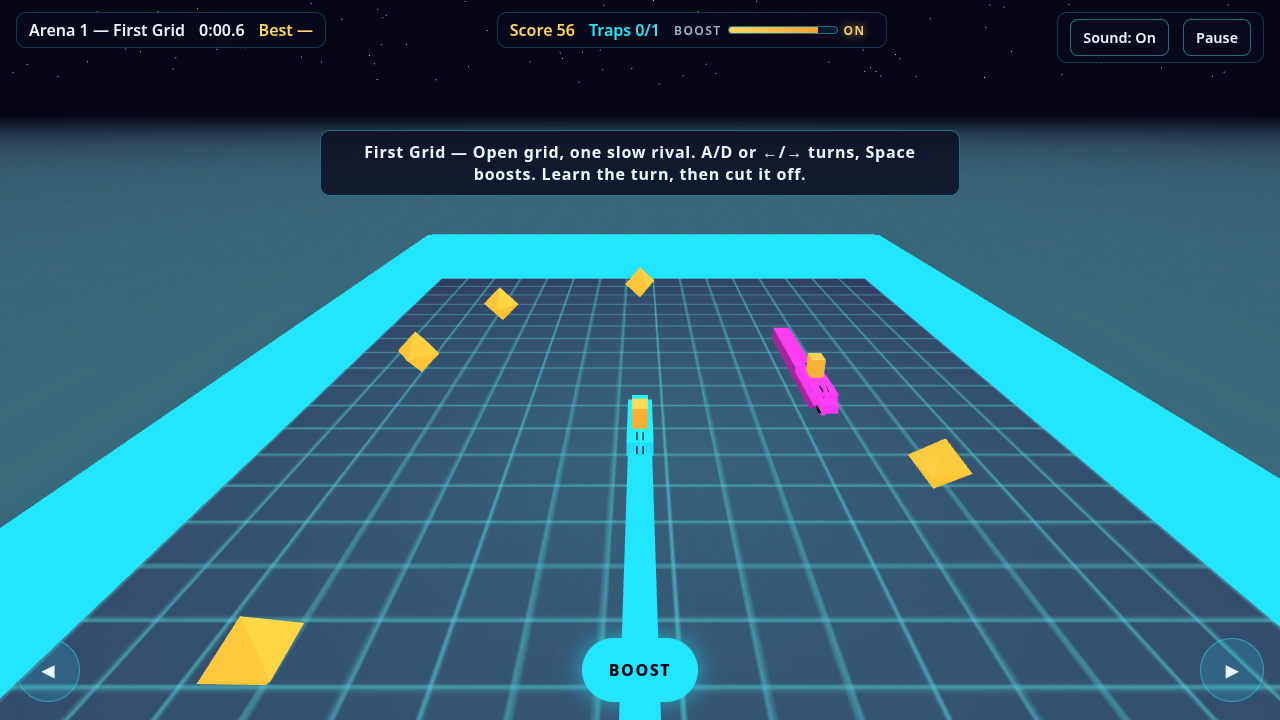 Arena 1 — First Grid 0:00.6 Best —
Score 56 Traps 0/1 BOOST ON
Sound: On Pause
First Grid — Open grid, one slow rival. A/D or ←/→ turns, Space
boosts. Learn the turn, then cut it off.
◀ BOOST ▶